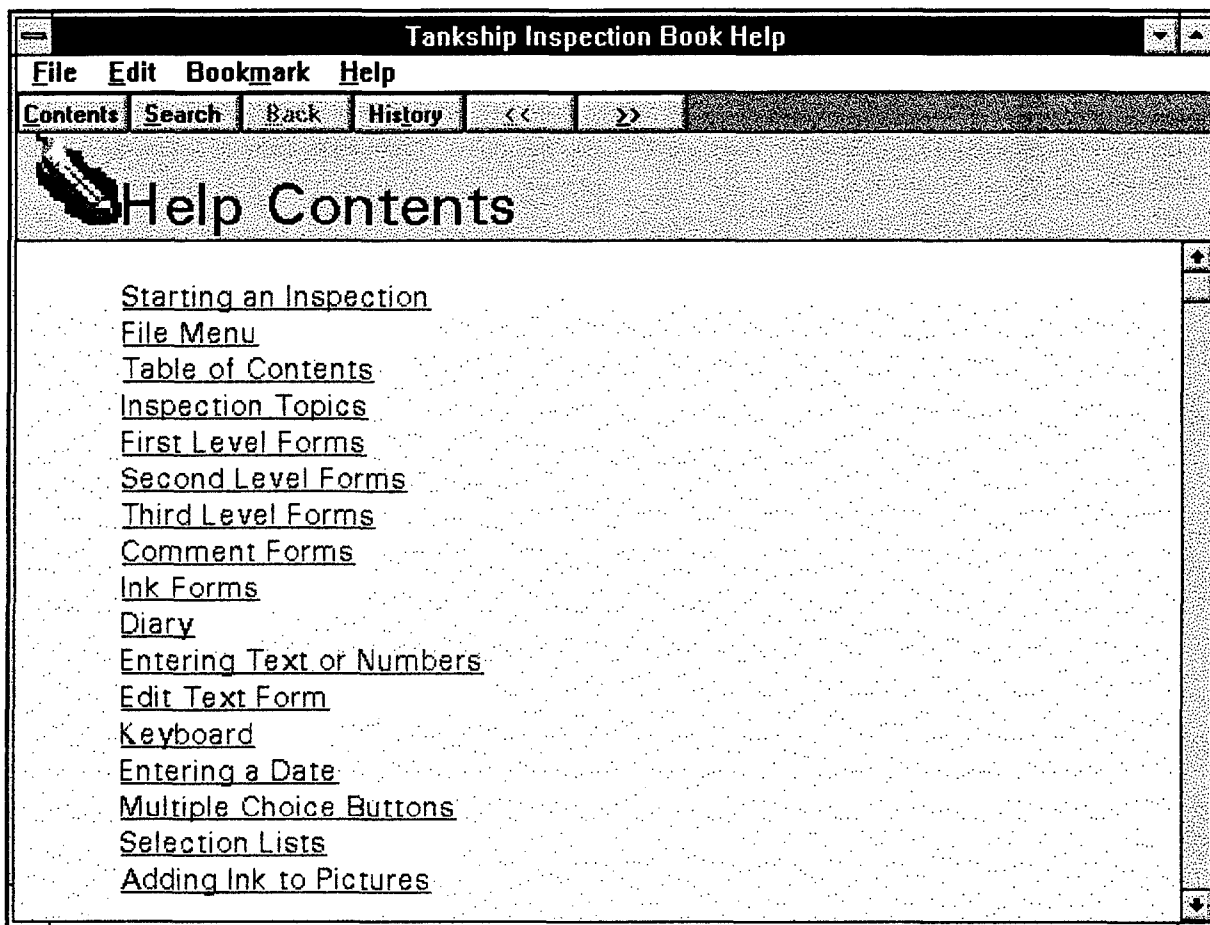 Tankship Inspection Book Help
File Edit Bookmark Help
Contents Search Back History << >>
Help Contents
Starting an Inspection
File Menu
Table of Contents
Inspection Topics
First Level Forms
Second Level Forms
Third Level Forms
Comment Forms
Ink Forms
Diary
Entering Text or Numbers
Edit Text Form
Keyboard
Entering a Date
Multiple Choice Buttons
Selection Lists
Adding Ink to Pictures